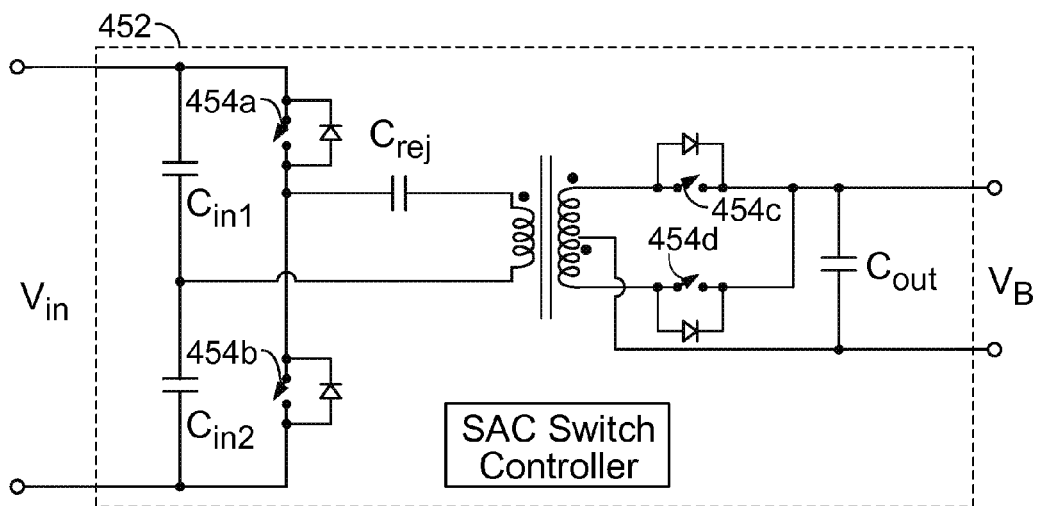 452
454a
C_rej
C_in1
454c
454d
V_in
C_out
V_B
454b
C_in2
SAC Switch
Controller